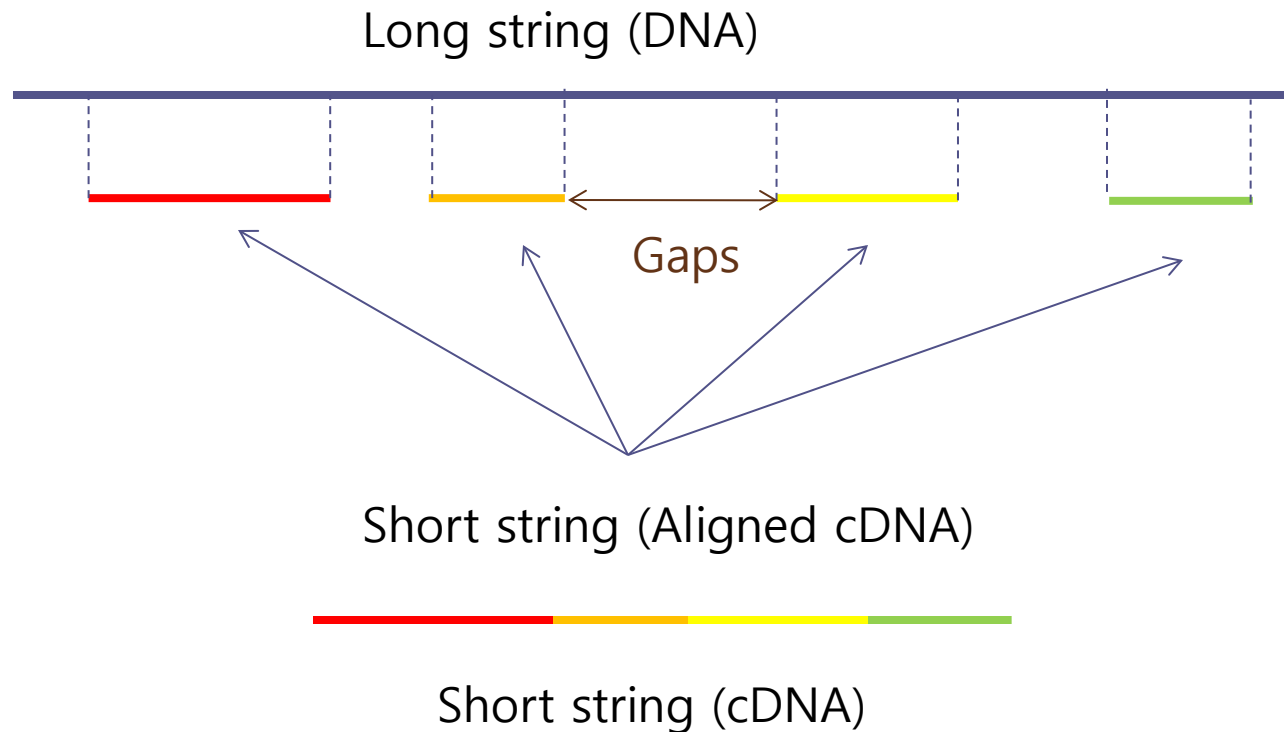 Long string (DNA)
Gaps
Short string (Aligned cDNA)
Short string (cDNA)